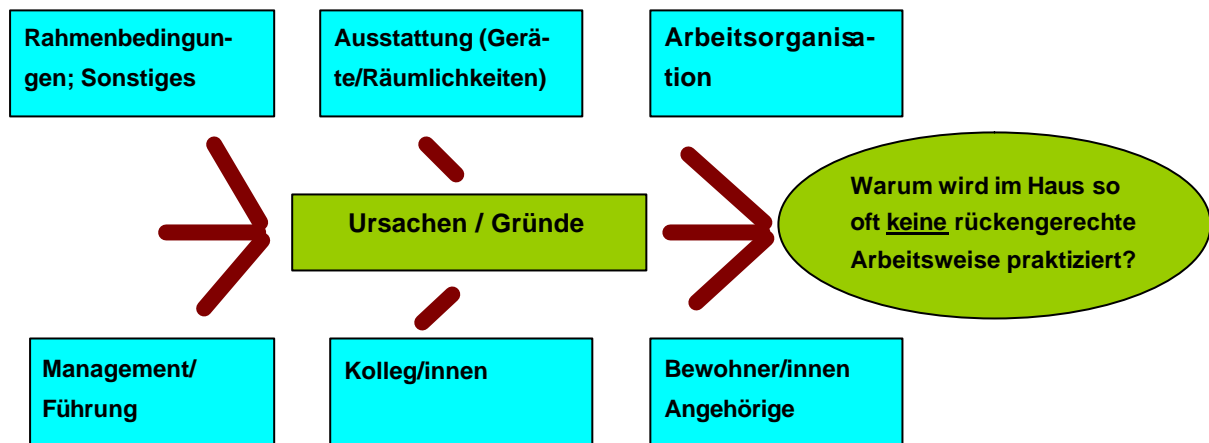 Rahmenbedingun-
gen; Sonstiges
Ausstattung (Gerä-
te/Räumlichkeiten)
Arbeitsorganisa-
tion
Ursachen / Gründe
Warum wird im Haus so
oft keine rückengerechte
Arbeitsweise praktiziert?
Management/
Führung
Kolleg/innen
Bewohner/innen
Angehörige